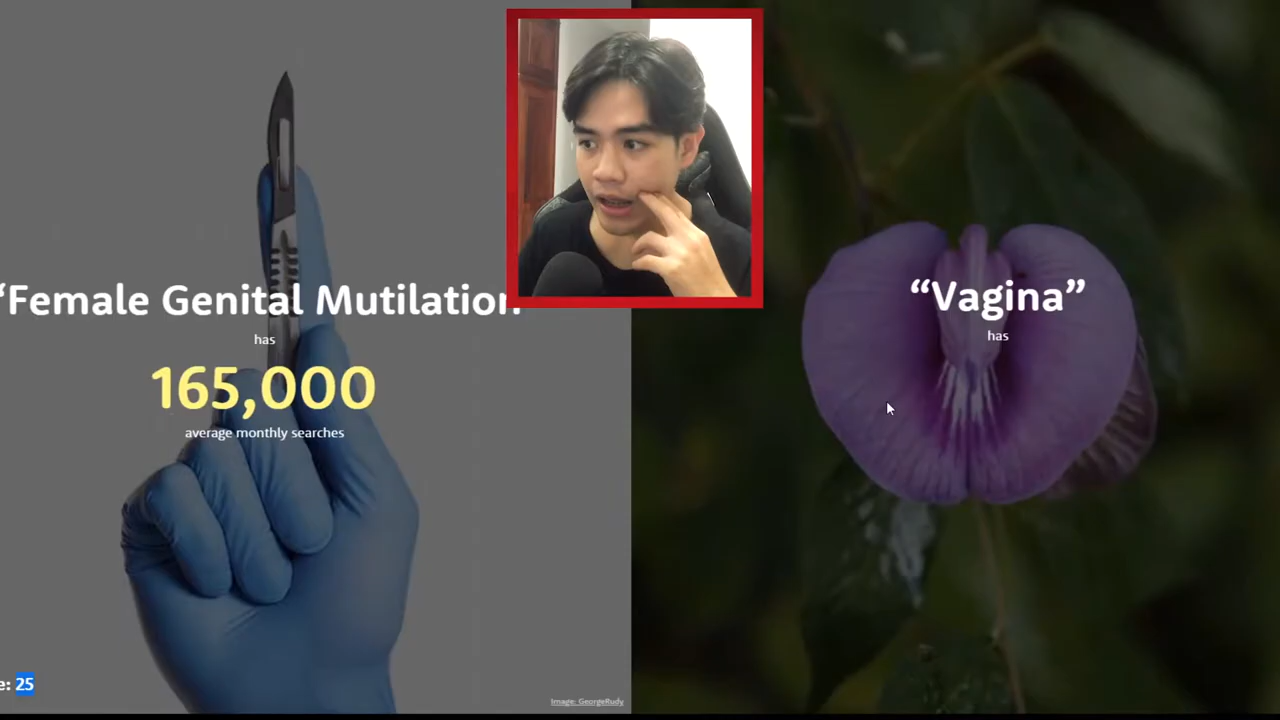 “Female Genital Mutilation
has
165,000
average monthly searches
“Vagina”
has
e: 25
Image: GeorgeRudy